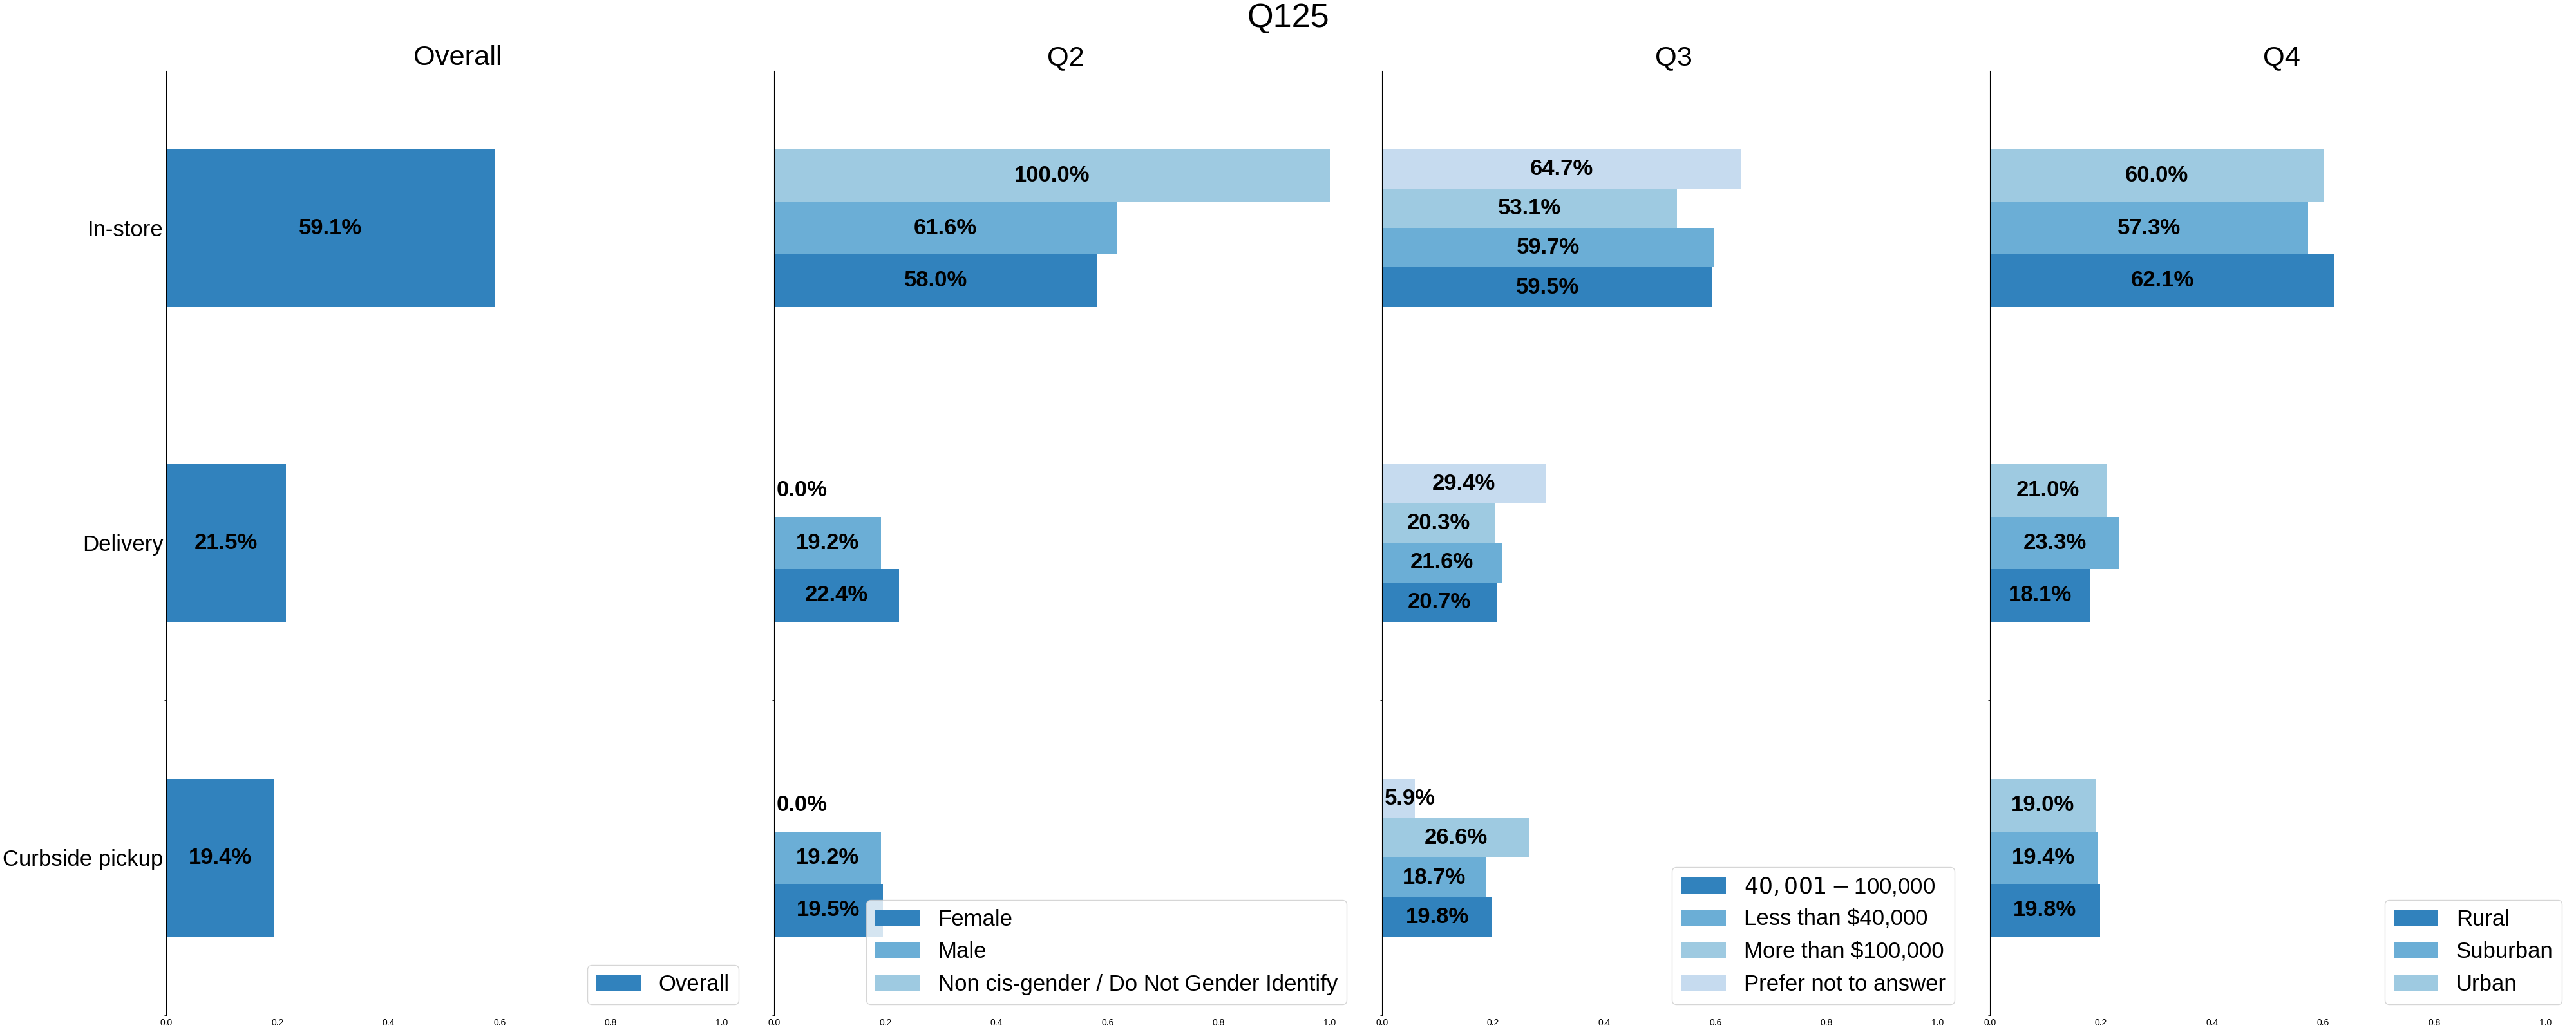 Q125
Overall
Q2
Q3
Q4
In-store
Delivery
Curbside pickup
59.1%
21.5%
19.4%
Overall
0.0 0.2 0.4 0.6 0.8 1.0
100.0%
61.6%
58.0%
0.0%
19.2%
22.4%
0.0%
19.2%
19.5%
Female
Male
Non cis-gender / Do Not Gender Identify
0.0 0.2 0.4 0.6 0.8 1.0
64.7%
53.1%
59.7%
59.5%
29.4%
20.3%
21.6%
20.7%
5.9%
26.6%
18.7%
19.8%
40,001 - 100,000
Less than $40,000
More than $100,000
Prefer not to answer
0.0 0.2 0.4 0.6 0.8 1.0
60.0%
57.3%
62.1%
21.0%
23.3%
18.1%
19.0%
19.4%
19.8%
Rural
Suburban
Urban
0.0 0.2 0.4 0.6 0.8 1.0